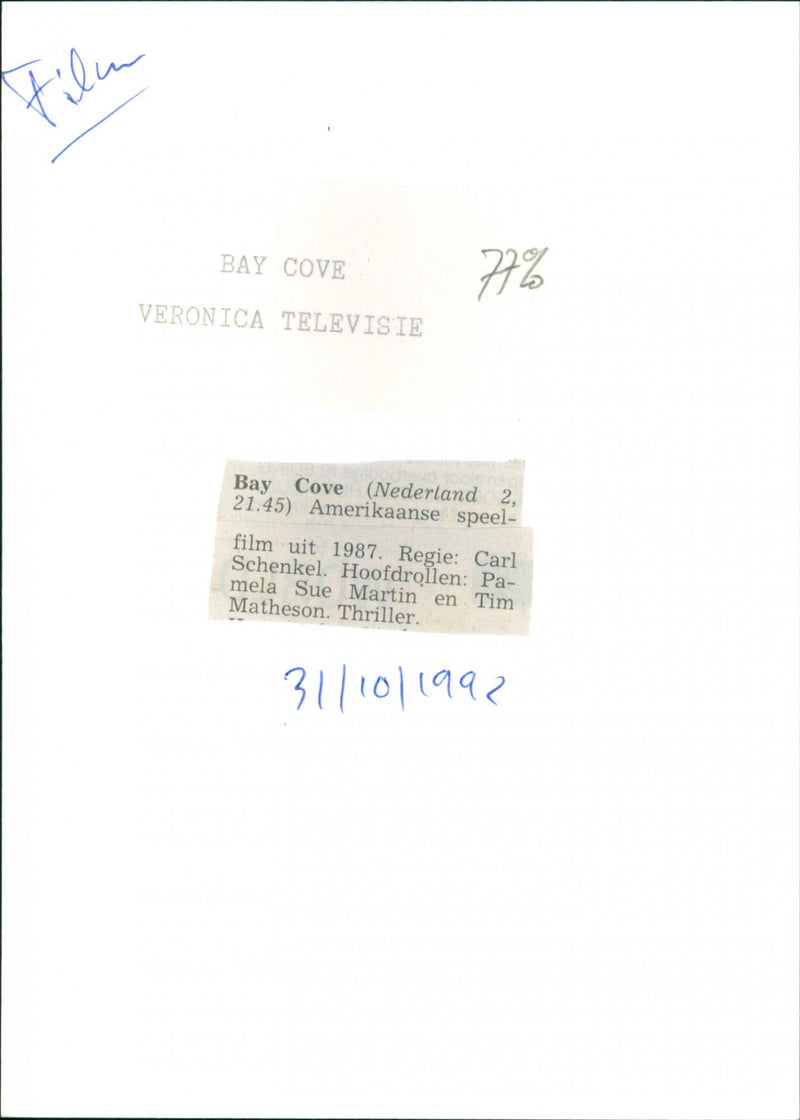 Film
BAY COVE
77%
VERONICA TELEVISIE
Bay Cove (Nederland 2,
21.45) Amerikaanse speel-
film uit 1987. Regie: Carl
Schenkel. Hoofdrollen: Pa-
mela Sue Martin en Tim
Matheson. Thriller.
31/10/1992